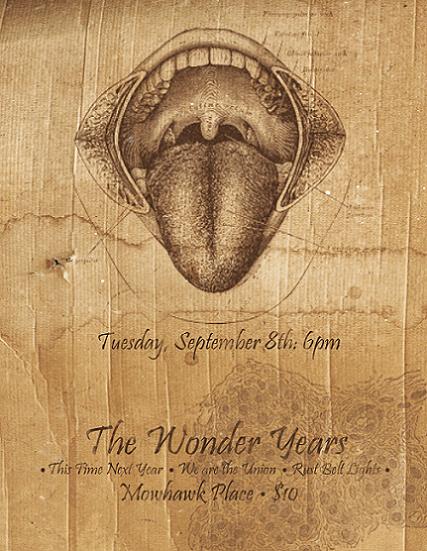 Tuesday, September 8th: 6pm
The Wonder Years
• This Time Next Year • We are the Union • Rust Belt Lights •
Mowhawk Place • $10